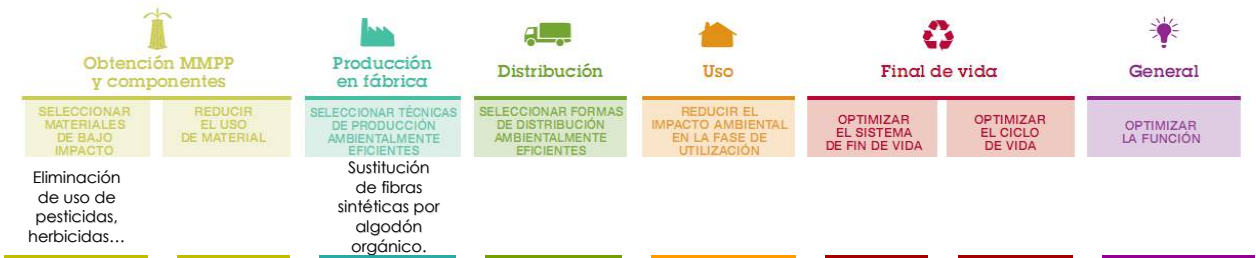 Obtención MMPP
y componentes
Producción
en fábrica
Distribución
Uso
Final de vida
General
SELECCIONAR
MATERIALES
DE BAJO
IMPACTO
REDUCIR
EL USO
DE MATERIAL
SELECCIONAR TÉCNICAS
DE PRODUCCIÓN
AMBIENTALMENTE
EFICIENTES
SELECCIONAR FORMAS
DE DISTRIBUCIÓN
AMBIENTALMENTE
EFICIENTES
REDUCIR EL
IMPACTO AMBIENTAL
EN LA FASE DE
UTILIZACIÓN
OPTIMIZAR
EL SISTEMA
DE FIN DE VIDA
OPTIMIZAR
EL CICLO
DE VIDA
OPTIMIZAR
LA FUNCIÓN
Eliminación
de uso de
pesticidas,
herbicidas…
Sustitución
de fibras
sintéticas por
algodón
orgánico.